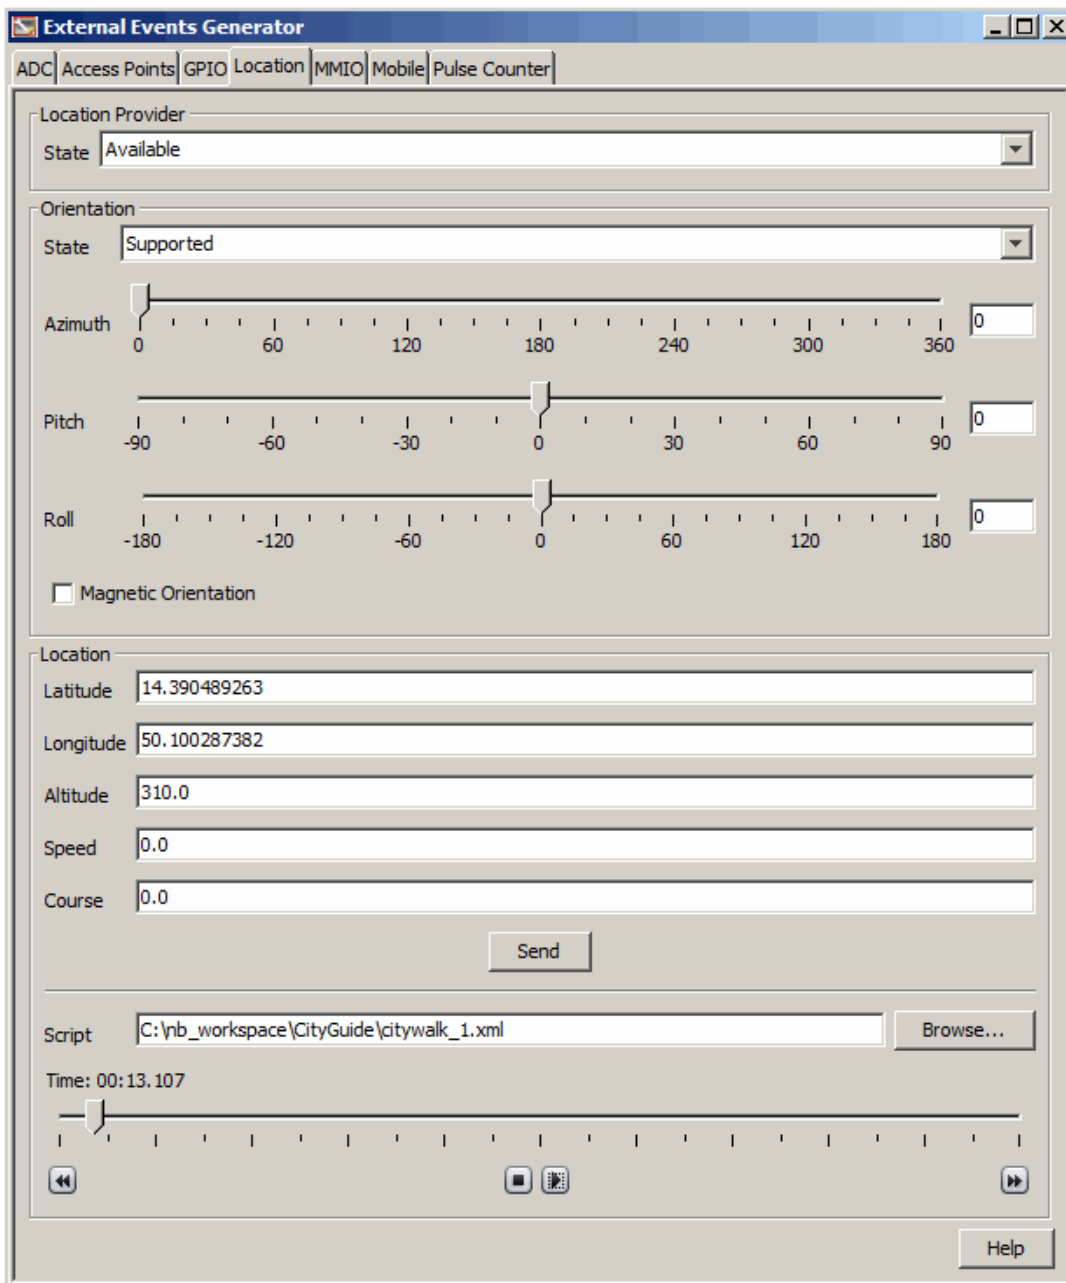 External Events Generator
ADC Access Points GPIO Location MMIO Mobile Pulse Counter
Location Provider
State Available
Orientation
State Supported
Azimuth 0
0 60 120 180 240 300 360
Pitch 0
-90 -60 -30 0 30 60 90
Roll 0
-180 -120 -60 0 60 120 180
Magnetic Orientation
Location
Latitude 14.390489263
Longitude 50.100287382
Altitude 310.0
Speed 0.0
Course 0.0
Send
Script C:\nb_workspace\CityGuide\citywalk_1.xml Browse...
Time: 00:13.107
Help